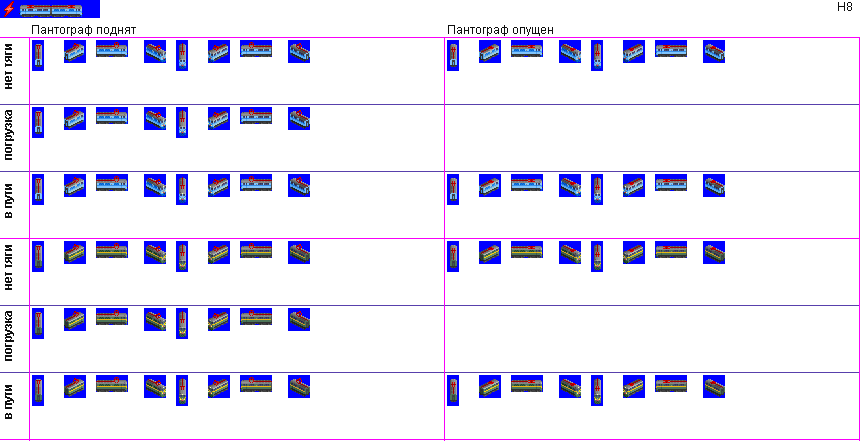 H8
Пантограф поднят
Пантограф опущен
нет тяги
погрузка
в пути
нет тяги
погрузка
в пути